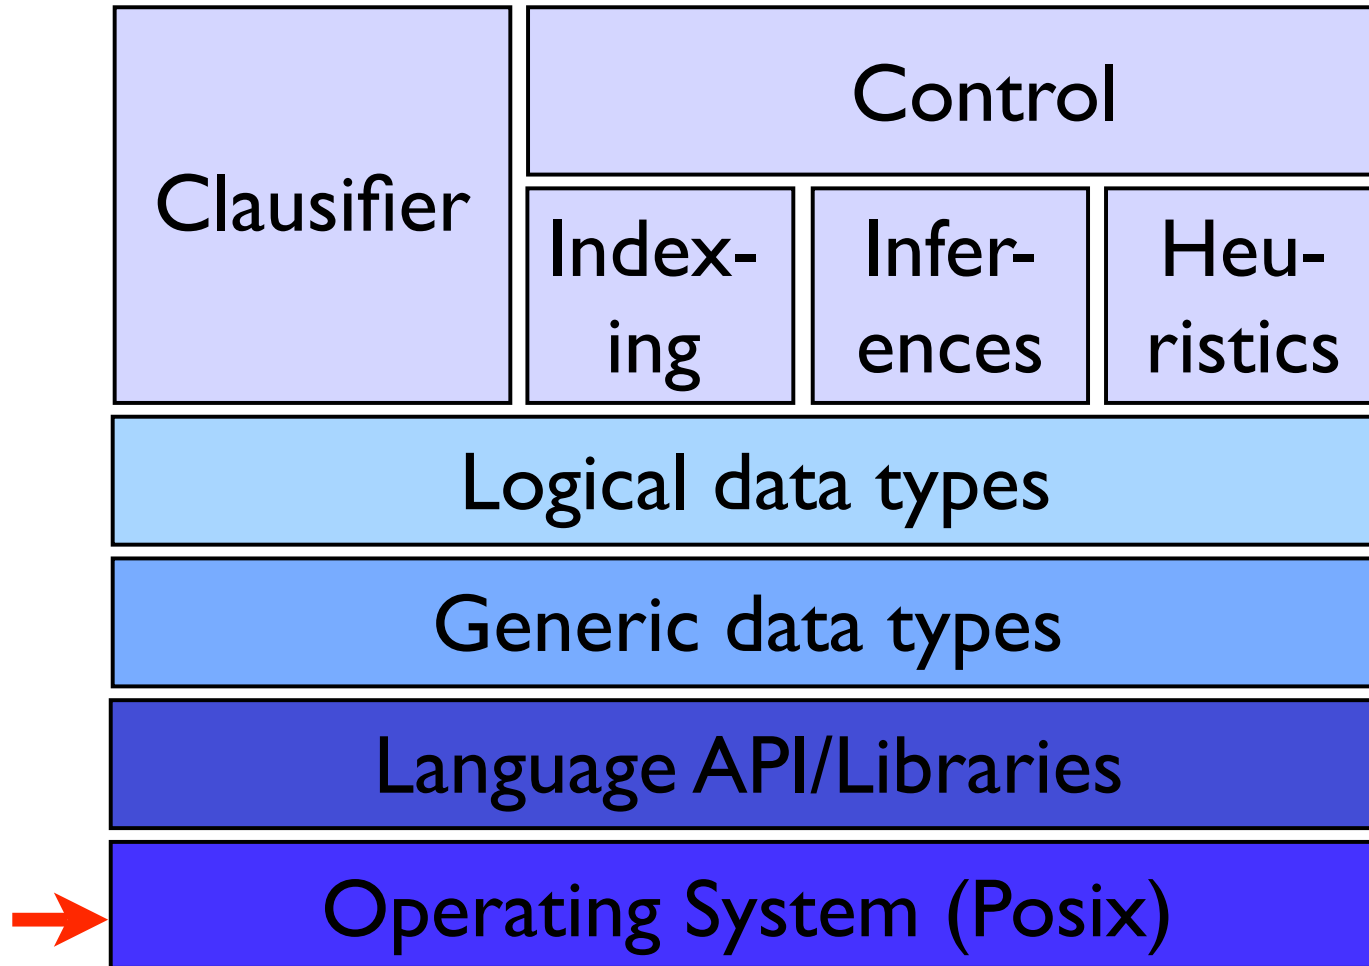 Clausifier
Control
Index-
ing
Infer-
ences
Heu-
ristics
Logical data types
Generic data types
Language API/Libraries
Operating System (Posix)